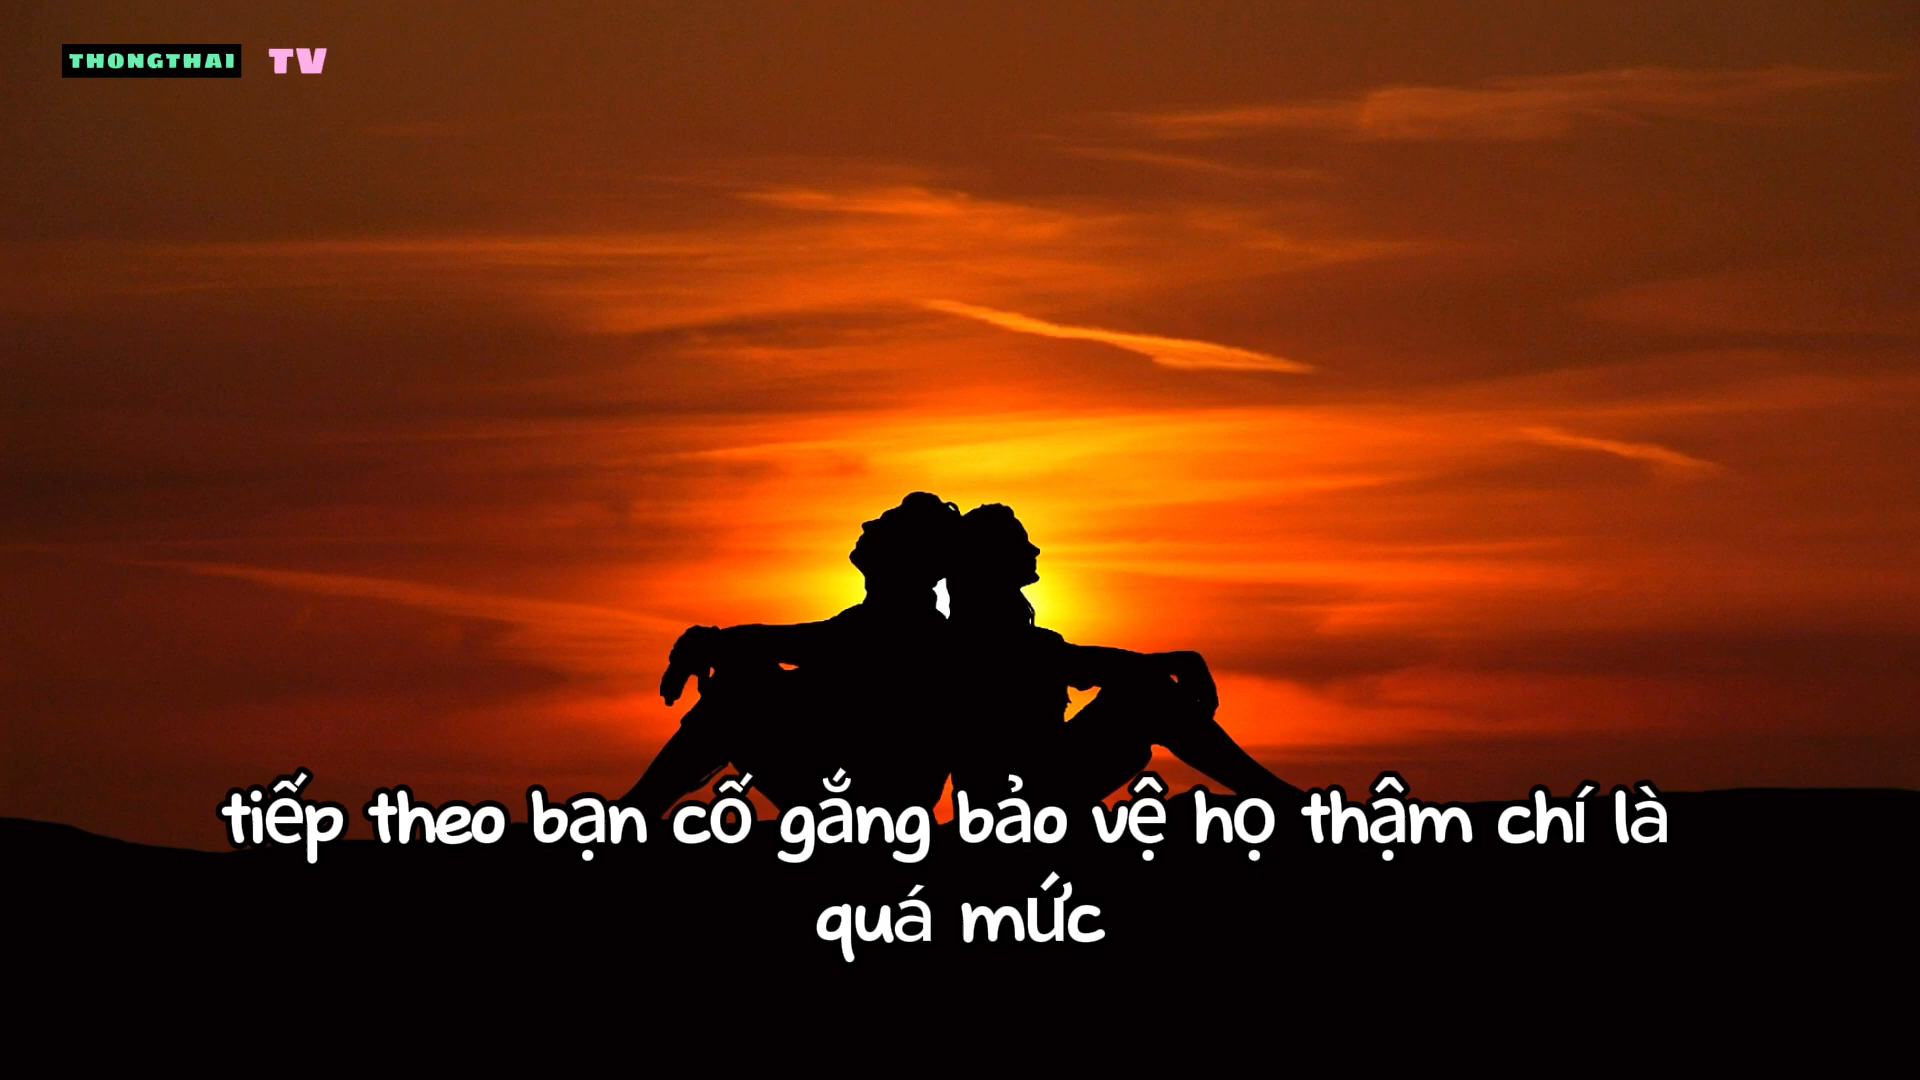 THONGTHAI TV
tiếp theo bạn cố gắng bảo vệ họ thậm chí là
quá mức